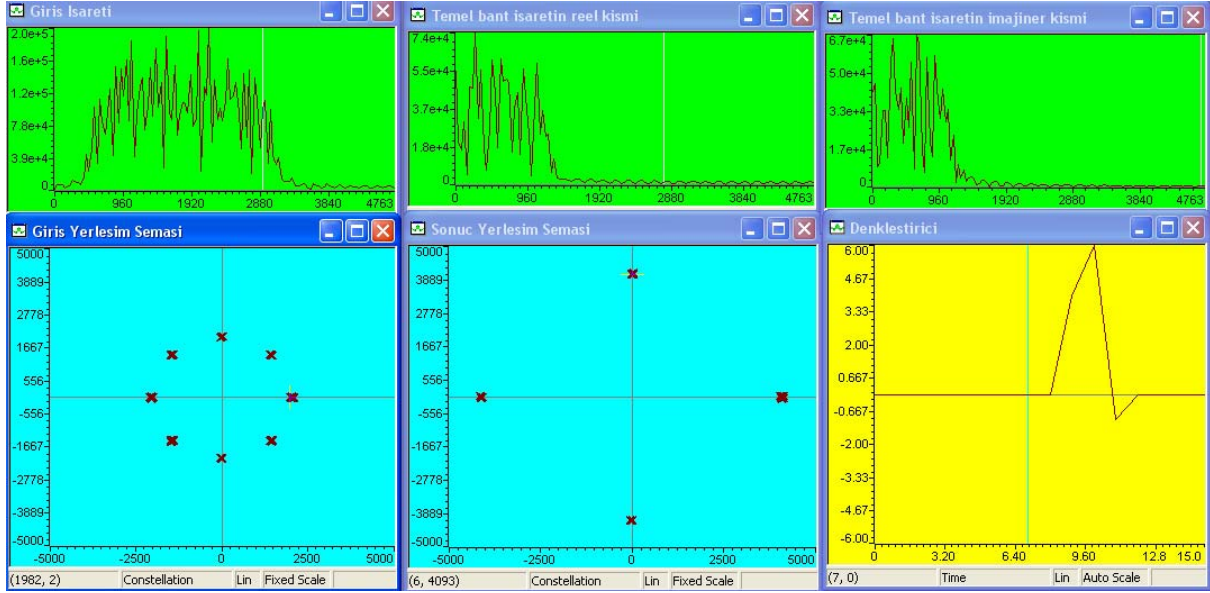 Giris Isareti
2.0e+5
1.6e+5
1.2e+5
7.8e+4
3.9e+4
0
0 960 1920 2880 3840 4763
Temel bant isaretin reel kismi
7.4e+4
5.5e+4
3.7e+4
1.8e+4
0
0 960 1920 2880 3840 4763
Temel bant isaretin imajiner kismi
6.7e+4
5.0e+4
3.3e+4
1.7e+4
0
0 960 1920 2880 3840 4763
Giris Yerlesim Semasi
5000
3889
2778
1667
556
-556
-1667
-2778
-3889
-5000
-5000 -2500 0 2500 5000
(1982, 2) Constellation Lin Fixed Scale
Sonuc Yerlesim Semasi
5000
3889
2778
1667
556
-556
-1667
-2778
-3889
-5000
-5000 -2500 0 2500 5000
(6, 4093) Constellation Lin Fixed Scale
Denklestirici
6.00
4.67
3.33
2.00
0.667
-0.667
-2.00
-3.33
-4.67
-6.00
0 3.20 6.40 9.60 12.8 15.0
(7, 0) Time Lin Auto Scale